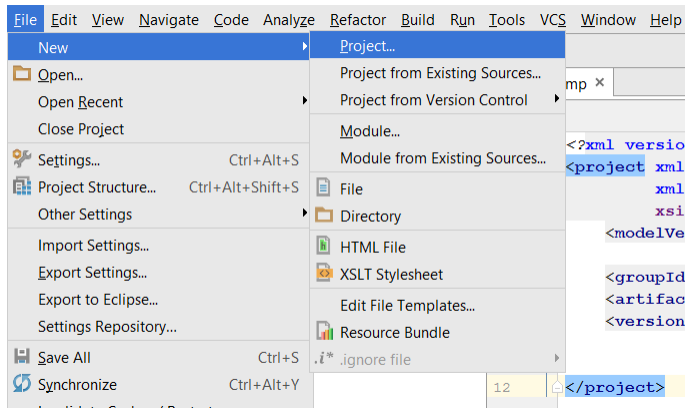 File Edit View Navigate Code Analyze Refactor Build Run Tools VCS Window Help
New
Open...
Open Recent
Close Project
Settings... Ctrl+Alt+S
Project Structure... Ctrl+Alt+Shift+S
Other Settings
Import Settings...
Export Settings...
Export to Eclipse...
Settings Repository...
Save All Ctrl+S
Synchronize Ctrl+Alt+Y
Project...
Project from Existing Sources...
Project from Version Control
Module...
Module from Existing Sources...
File
Directory
HTML File
XSLT Stylesheet
Edit File Templates...
Resource Bundle
.i* .ignore file
mp ×
<?xml versio
<project xml
xml
xsi
<modelVe
<groupId
<artifac
<version
12 </project>